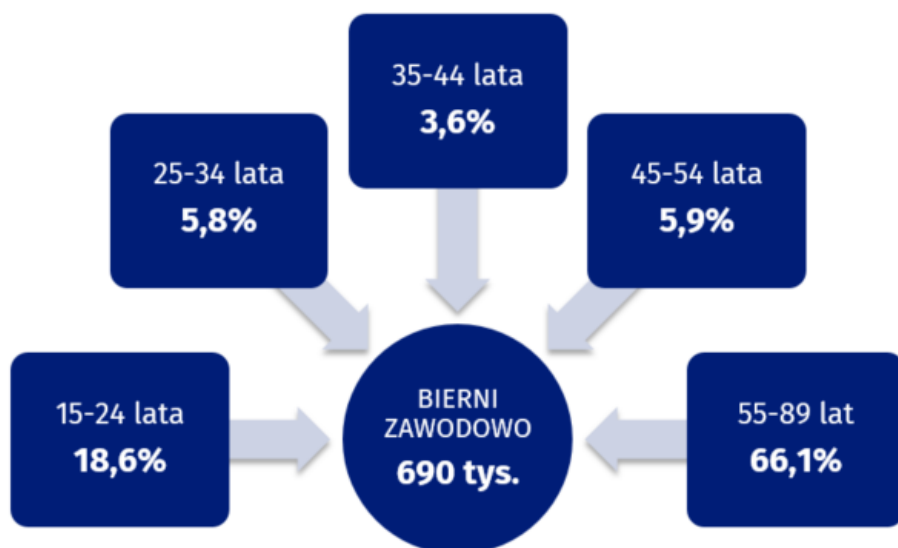 35-44 lata
3,6%
25-34 lata
5,8%
45-54 lata
5,9%
15-24 lata
18,6%
BIERNI
ZAWODOWO
690 tys.
55-89 lat
66,1%